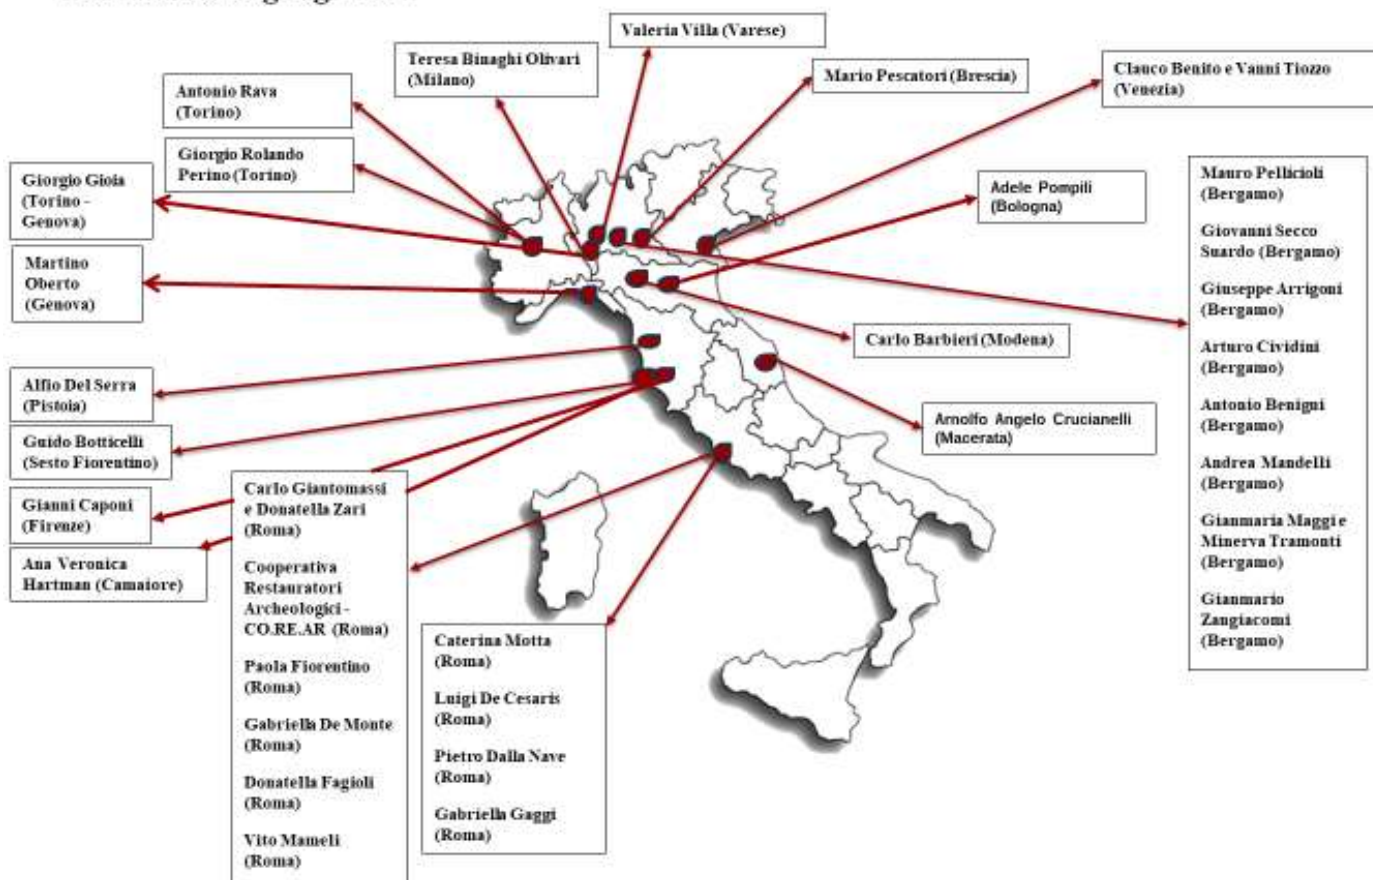 Valeria Villa (Varese)
Teresa Binaghi Olivari
(Milano)
Mario Pescatori (Brescia)
Clauco Benito e Vanni Tiozzo
(Venezia)
Antonio Rava
(Torino)
Giorgio Rolando
Perino (Torino)
Giorgio Gioia
(Torino -
Genova)
Adele Pompili
(Bologna)
Martino
Oberto
(Genova)
Carlo Barbieri (Modena)
Alfio Del Serra
(Pistoia)
Arnolfo Angelo Crucianelli
(Macerata)
Guido Botticelli
(Sesto Fiorentino)
Gianni Caponi
(Firenze)
Ana Veronica
Hartman (Camaiore)
Carlo Giantomassi
e Donatella Zari
(Roma)
Cooperativa
Restauratori
Archeologici -
CO.RE.AR (Roma)
Paola Fiorentino
(Roma)
Gabriella De Monte
(Roma)
Donatella Fagioli
(Roma)
Vito Mameli
(Roma)
Caterina Motta
(Roma)
Luigi De Cesaris
(Roma)
Pietro Dalla Nave
(Roma)
Gabriella Gaggi
(Roma)
Mauro Pellicioli
(Bergamo)
Giovanni Secco
Suardo (Bergamo)
Giuseppe Arrigoni
(Bergamo)
Arturo Cividini
(Bergamo)
Antonio Benigni
(Bergamo)
Andrea Mandelli
(Bergamo)
Gianmaria Maggi e
Minerva Tramonti
(Bergamo)
Gianmario
Zangiacomi
(Bergamo)